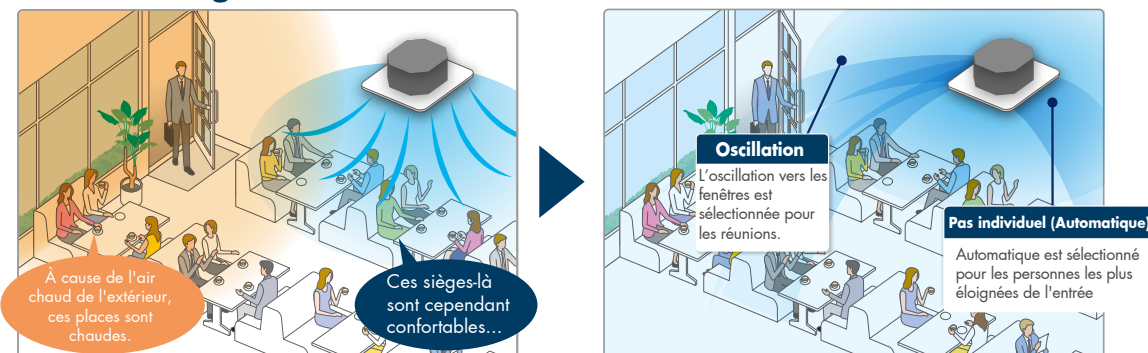 À cause de l'air
chaud de l'extérieur,
ces places sont
chaudes.
Ces sièges-là
sont cependant
confortables...
Oscillation
L'oscillation vers les
fenêtres est
sélectionnée pour
les réunions.
Pas individuel (Automatique)
Automatique est sélectionné
pour les personnes les plus
éloignées de l'entrée